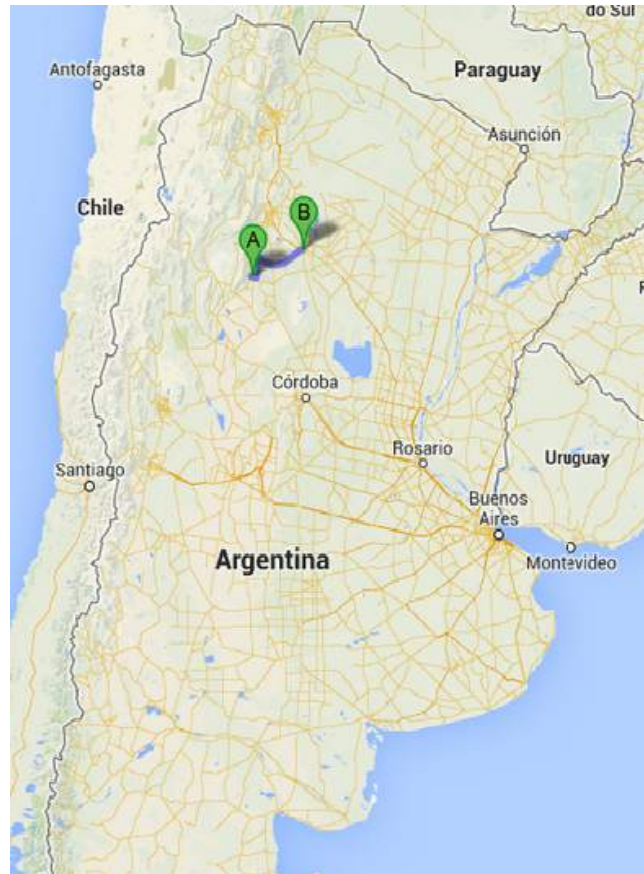 do Sul
Antofagasta
Paraguay
Asunción
Chile
B
A
Córdoba
Rosario
Uruguay
Santiago
Buenos
Aires
Montevideo
Argentina